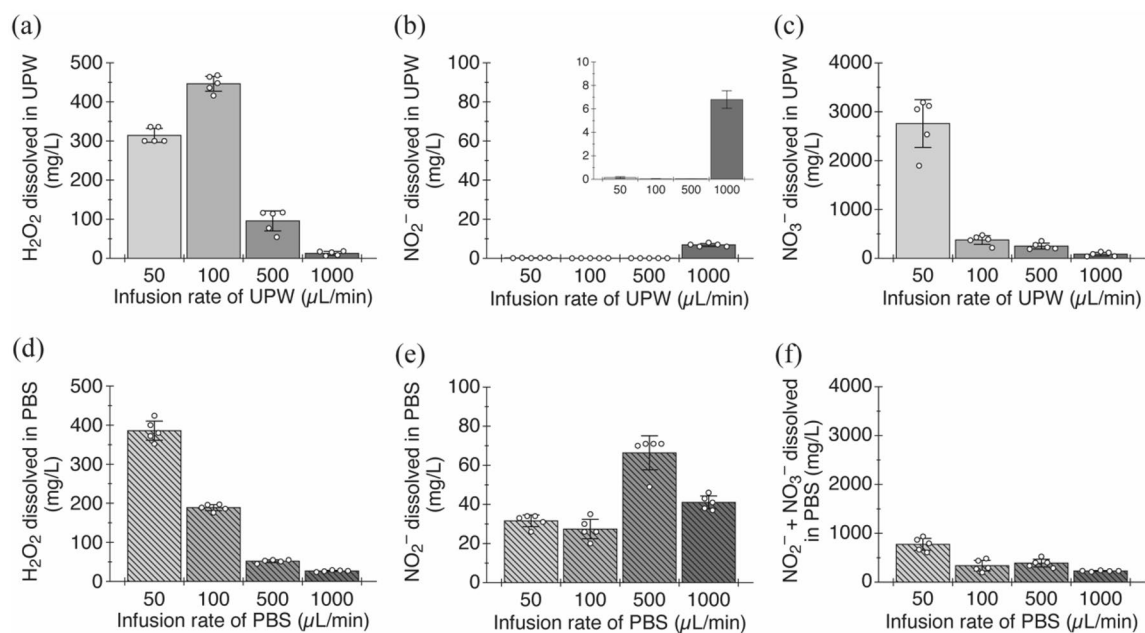 (a)
H₂O₂ dissolved in UPW
(mg/L)
500
400
300
200
100
0
50 100 500 1000
Infusion rate of UPW (µL/min)
(b)
NO₂⁻ dissolved in UPW
(mg/L)
100
80
60
40
20
0
10
8
6
4
2
0
50 100 500 1000
50 100 500 1000
Infusion rate of UPW (µL/min)
(c)
NO₃⁻ dissolved in UPW
(mg/L)
4000
3000
2000
1000
0
50 100 500 1000
Infusion rate of UPW (µL/min)
(d)
H₂O₂ dissolved in PBS
(mg/L)
500
400
300
200
100
0
50 100 500 1000
Infusion rate of PBS (µL/min)
(e)
NO₂⁻ dissolved in PBS
(mg/L)
100
80
60
40
20
0
50 100 500 1000
Infusion rate of PBS (µL/min)
(f)
NO₂⁻ + NO₃⁻ dissolved
in PBS (mg/L)
4000
3000
2000
1000
0
50 100 500 1000
Infusion rate of PBS (µL/min)